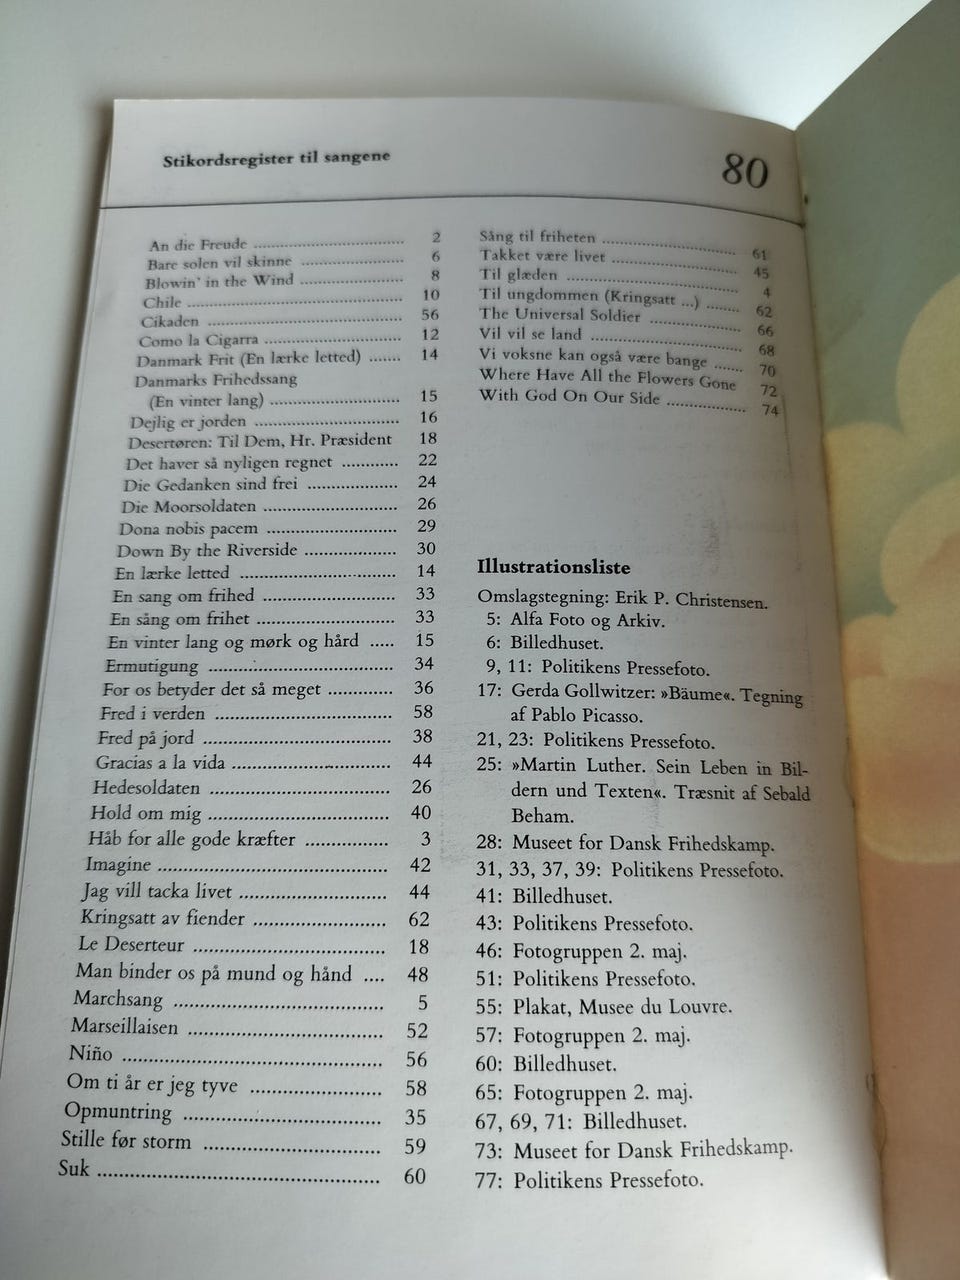 Stikordsregister til sangene
80
An die Freude ........ 2
Bare solen vil skinne ........ 6
Blowin' in the Wind ........ 8
Chile ........ 10
Cikaden ........ 56
Como la Cigarra ........ 12
Danmark Frit (En lærke letted) ....... 14
Danmarks Frihedssang
(En vinter lang) ........ 15
Dejlig er jorden ........ 16
Desertøren: Til Dem, Hr. Præsident 18
Det haver så nyligen regnet ........ 22
Die Gedanken sind frei ........ 24
Die Moorsoldaten ........ 26
Dona nobis pacem ........ 29
Down By the Riverside ........ 30
En lærke letted ........ 14
En sang om frihed ........ 33
En sång om frihet ........ 33
En vinter lang og mørk og hård ..... 15
Ermutigung ........ 34
For os betyder det så meget ........ 36
Fred i verden ........ 58
Fred på jord ........ 38
Gracias a la vida ........ 44
Hedesoldaten ........ 26
Hold om mig ........ 40
Håb for alle gode kræfter ........ 3
Imagine ........ 42
Jag vill tacka livet ........ 44
Kringsatt av fiender ........ 62
Le Deserteur ........ 18
Man binder os på mund og hånd .... 48
Marchsang ........ 5
Marseillaisen ........ 52
Niño ........ 56
Om ti år er jeg tyve ........ 58
Opmuntring ........ 35
Stille før storm ........ 59
Suk ........ 60
Sång til friheten ........ 61
Takket være livet ........ 45
Til glæden ........ 4
Til ungdommen (Kringsatt ...) ....... 62
The Universal Soldier ........ 66
Vil vil se land ........ 68
Vi voksne kan også være bange ...... 70
Where Have All the Flowers Gone 72
With God On Our Side ........ 74
Illustrationsliste
Omslagstegning: Erik P. Christensen.
5: Alfa Foto og Arkiv.
6: Billedhuset.
9, 11: Politikens Pressefoto.
17: Gerda Gollwitzer: »Bäume«. Tegning
af Pablo Picasso.
21, 23: Politikens Pressefoto.
25: »Martin Luther. Sein Leben in Bil-
dern und Texten«. Træsnit af Sebald
Beham.
28: Museet for Dansk Frihedskamp.
31, 33, 37, 39: Politikens Pressefoto.
41: Billedhuset.
43: Politikens Pressefoto.
46: Fotogruppen 2. maj.
51: Politikens Pressefoto.
55: Plakat, Musee du Louvre.
57: Fotogruppen 2. maj.
60: Billedhuset.
65: Fotogruppen 2. maj.
67, 69, 71: Billedhuset.
73: Museet for Dansk Frihedskamp.
77: Politikens Pressefoto.